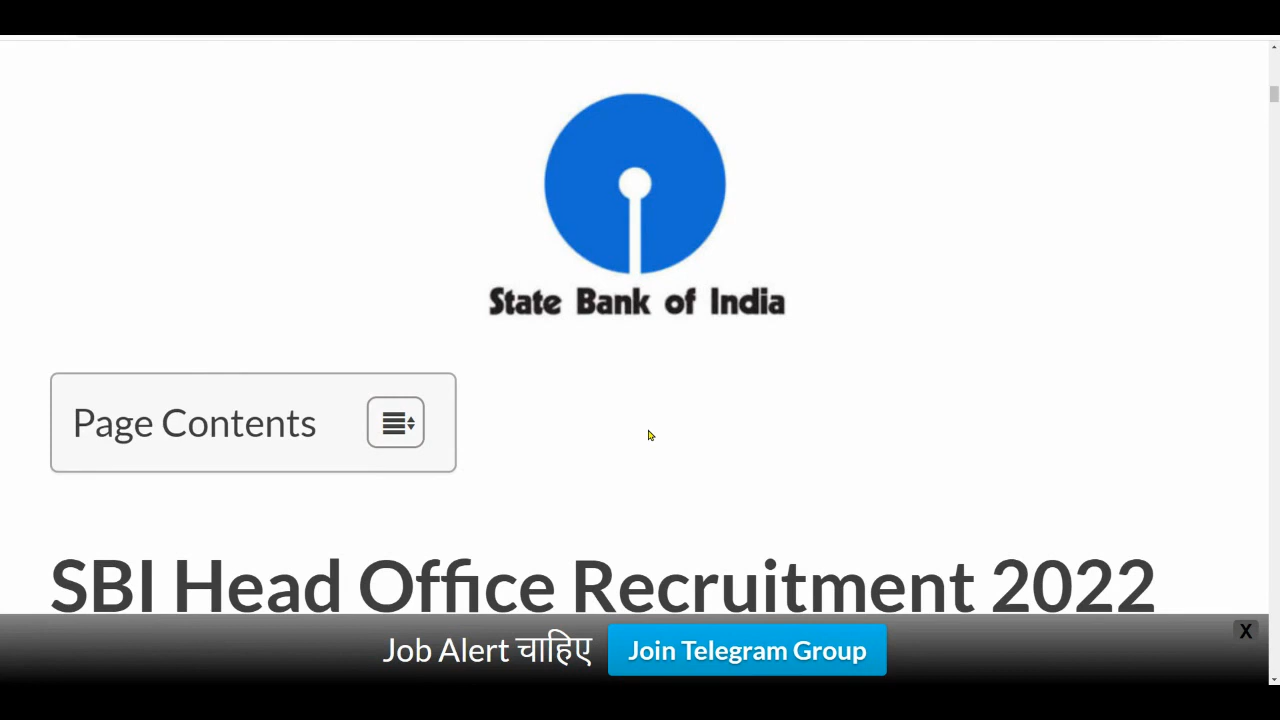 State Bank of India
Page Contents
SBI Head Office Recruitment 2022
Job Alert चाहिए
Join Telegram Group
X